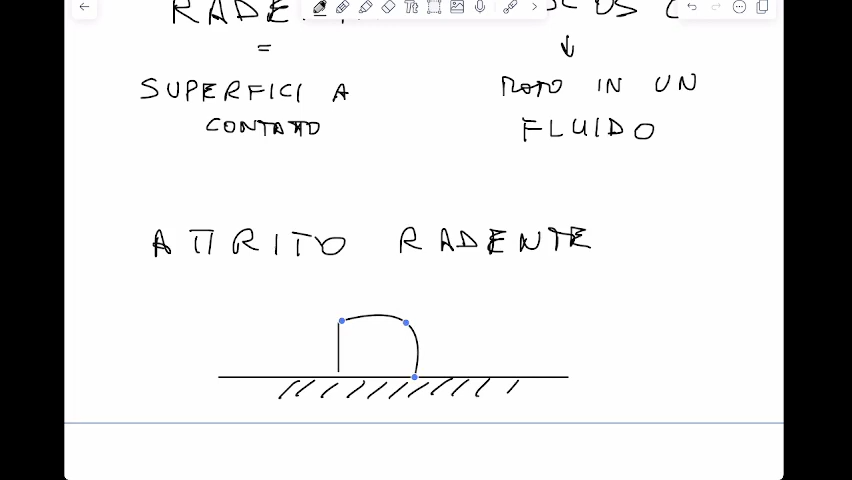 =
SUPERFICI A
CONTATTO
↓
MOTO IN UN
FLUIDO
ATTRITO RADENTE